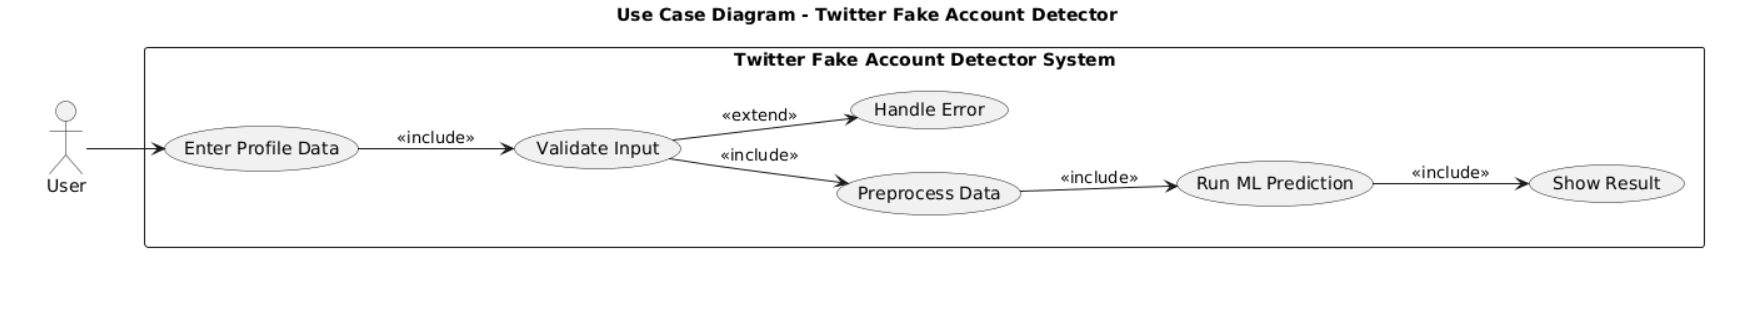 Use Case Diagram - Twitter Fake Account Detector
Twitter Fake Account Detector System
User
Enter Profile Data
«include»
Validate Input
«extend»
Handle Error
«include»
Preprocess Data
«include»
Run ML Prediction
«include»
Show Result